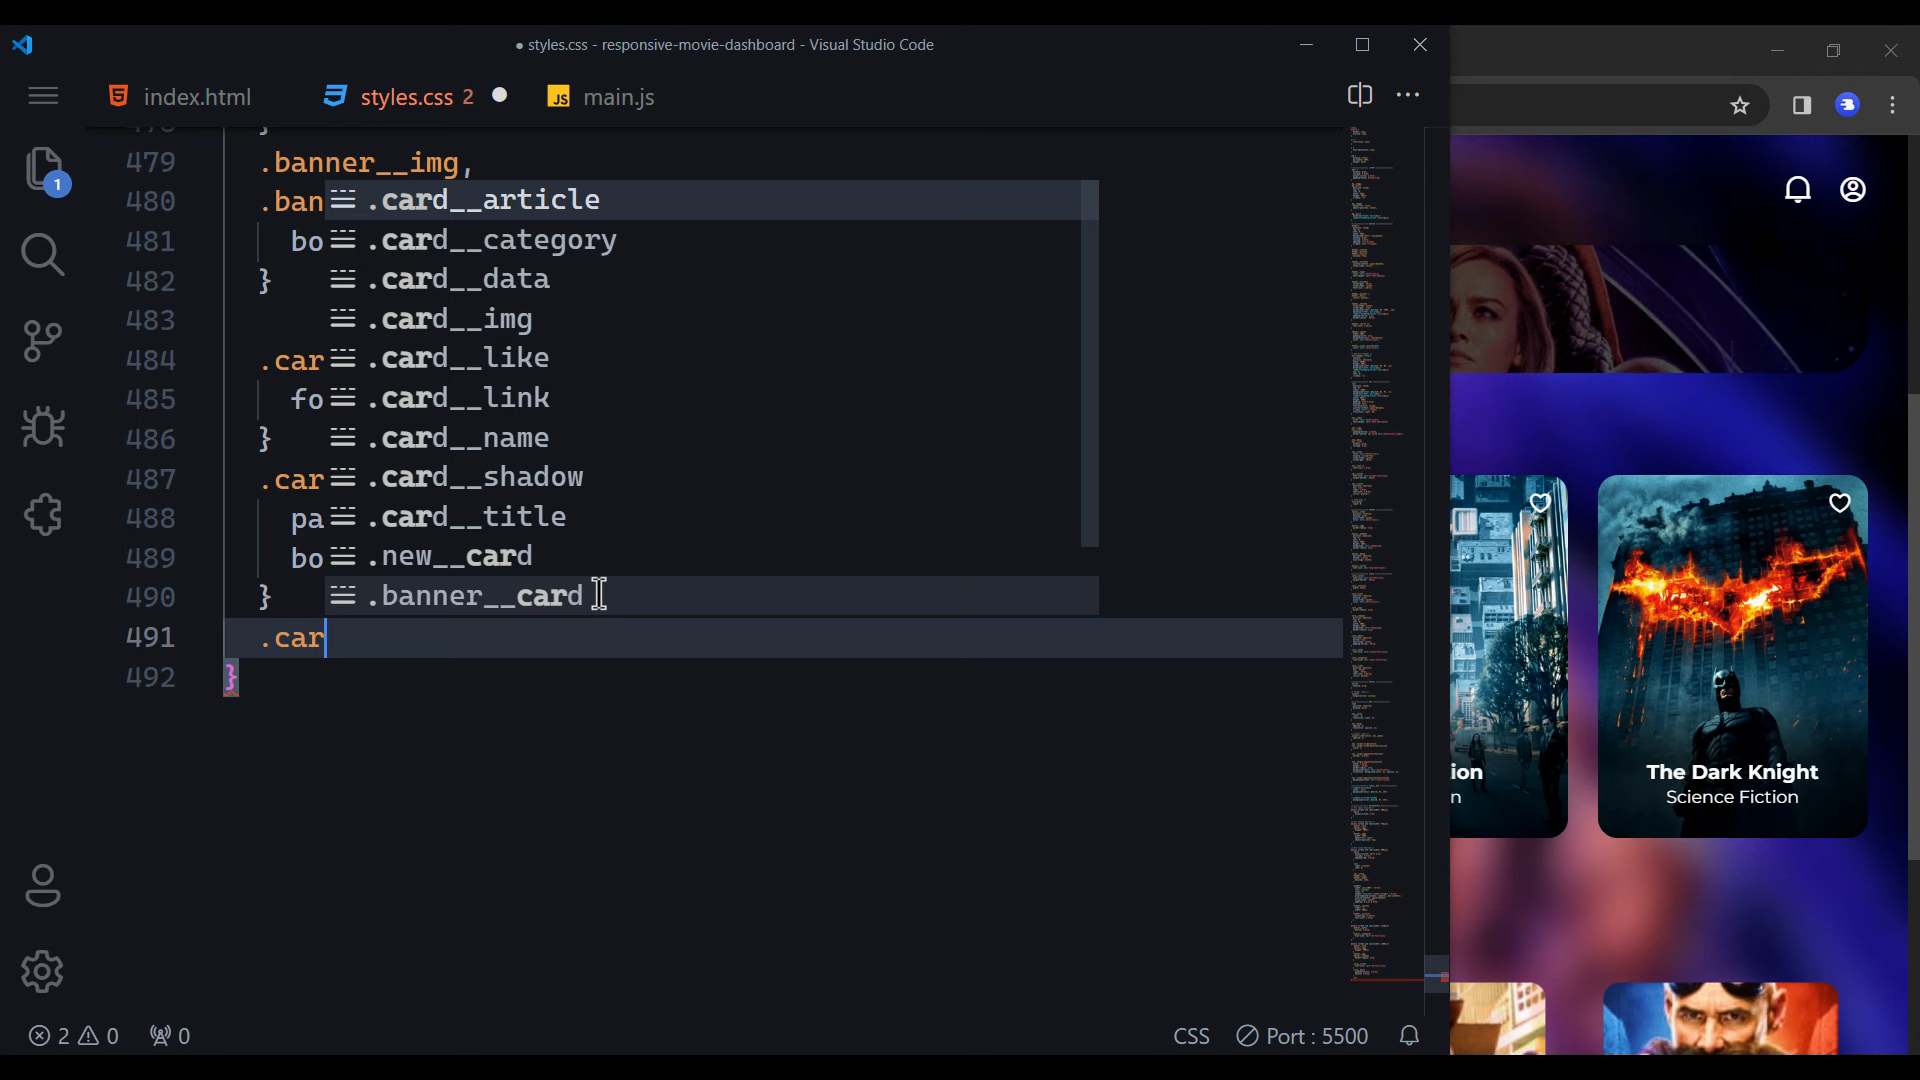 styles.css - responsive-movie-dashboard - Visual Studio Code
index.html
styles.css 2
JS main.js
479 .banner__img,
480 .ban
481 bo
482 }
483
484 .car
485 fo
486 }
487 .car
488 pa
489 bo
490 }
491 .car
492 }
.card__article
.card__category
.card__data
.card__img
.card__like
.card__link
.card__name
.card__shadow
.card__title
.new__card
.banner__card
1
2 0
0
CSS
Port : 5500
ion
n
The Dark Knight
Science Fiction